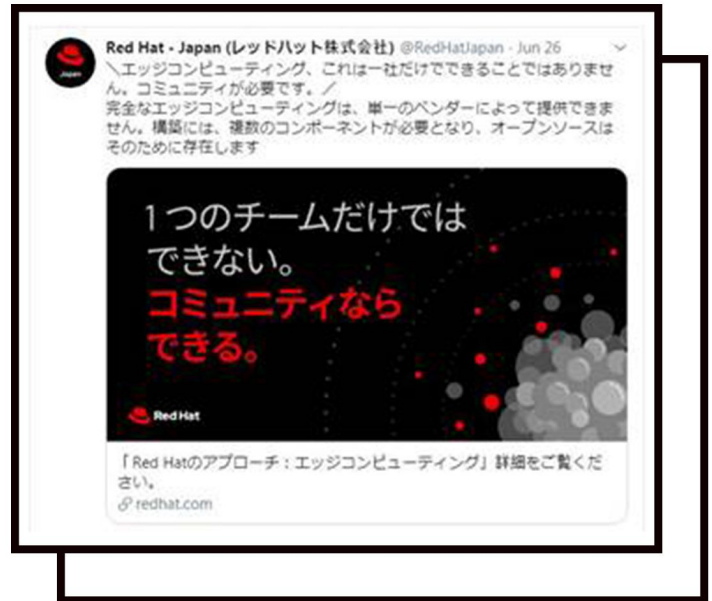 Red Hat - Japan (レッドハット株式会社) @RedHatJapan · Jun 26
＼エッジコンピューティング、これは一社だけでできることではありませ
ん。コミュニティが必要です。／
完全なエッジコンピューティングは、単一のベンダーによって提供できま
せん。構築には、複数のコンポーネントが必要となり、オープンソースは
そのために存在します
Japan
1つのチームだけでは
できない。
コミュニティなら
できる。
Red Hat
「Red Hatのアプローチ：エッジコンピューティング」詳細をご覧くだ
さい。
redhat.com